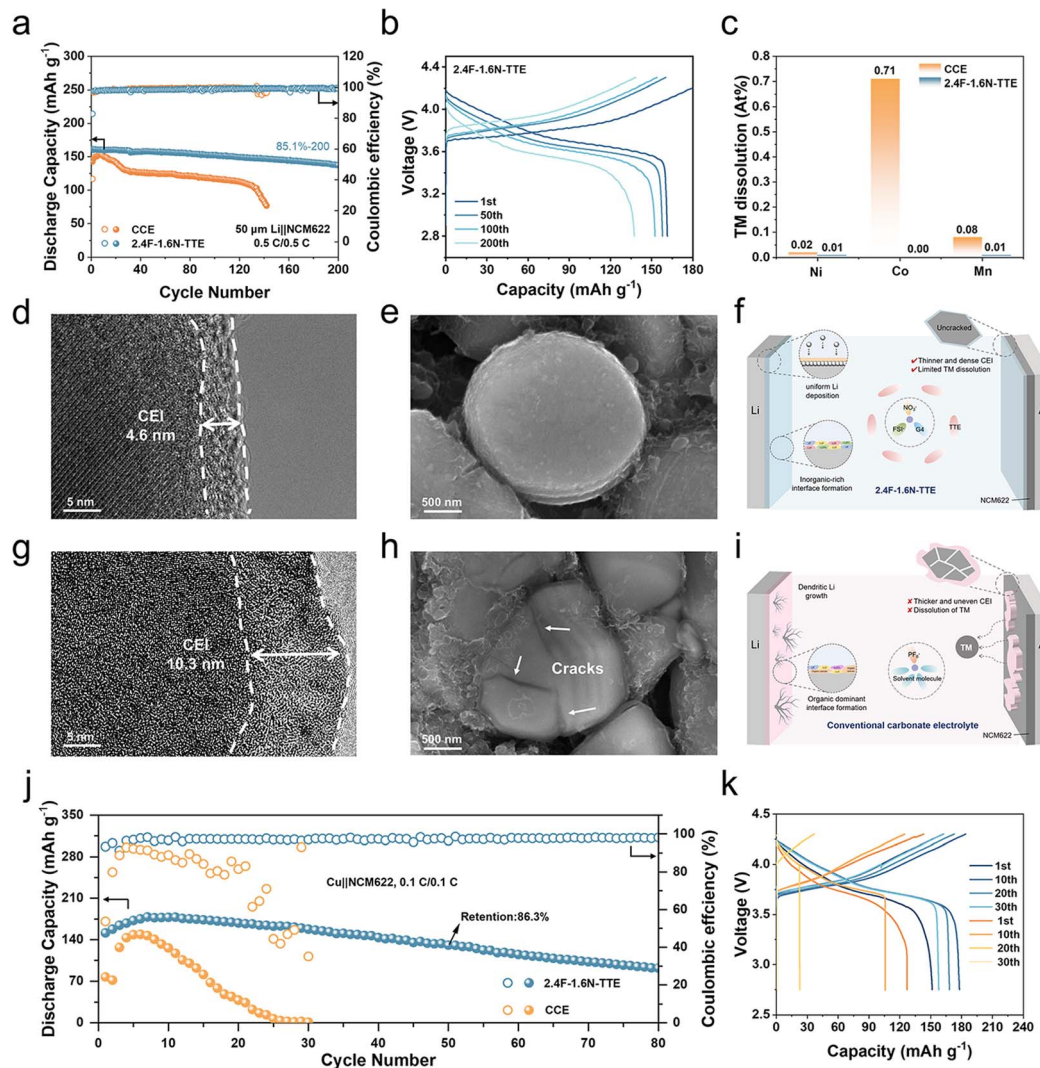 a
Discharge Capacity (mAh g⁻¹)
300
250
200
150
100
50
0
120
100
80
60
40
20
0
Coulombic effciency (%)
85.1%-200
CCE
2.4F-1.6N-TTE
50 μm Li||NCM622
0.5 C/0.5 C
0 40 80 120 160 200
Cycle Number
b
2.4F-1.6N-TTE
Voltage (V)
4.4
4.0
3.6
3.2
2.8
1st
50th
100th
200th
0 30 60 90 120 150 180
Capacity (mAh g⁻¹)
c
TM dissolution (At%)
0.8
0.7
0.6
0.5
0.4
0.3
0.2
0.1
0.0
CCE
2.4F-1.6N-TTE
0.02 0.01
0.71 0.00
0.08 0.01
Ni Co Mn
d
CEI
4.6 nm
5 nm
e
500 nm
f
Uncracked
✓Thinner and dense CEI
✓Limited TM dissolution
uniform Li
deposition
Li
NO₃⁻
FSI⁻
G4
TTE
Inorganic-rich
interface formation
2.4F-1.6N-TTE
NCM622
g
CEI
10.3 nm
5 nm
h
Cracks
500 nm
i
Dendritic Li
growth
✘Thicker and uneven CEI
✘Dissolution of TM
Li
TM
PF₆⁻
Solvent molecule
Organic dominant
interface formation
Conventional carbonate electrolyte
NCM622
j
Discharge Capacity (mAh g⁻¹)
350
280
210
140
70
0
100
80
60
40
20
0
Coulombic effciency (%)
Cu||NCM622, 0.1 C/0.1 C
Retention:86.3%
2.4F-1.6N-TTE
CCE
0 10 20 30 40 50 60 70 80
Cycle Number
k
Voltage (V)
4.5
4.0
3.5
3.0
2.5
1st
10th
20th
30th
1st
10th
20th
30th
0 30 60 90 120 150 180 210 240
Capacity (mAh g⁻¹)